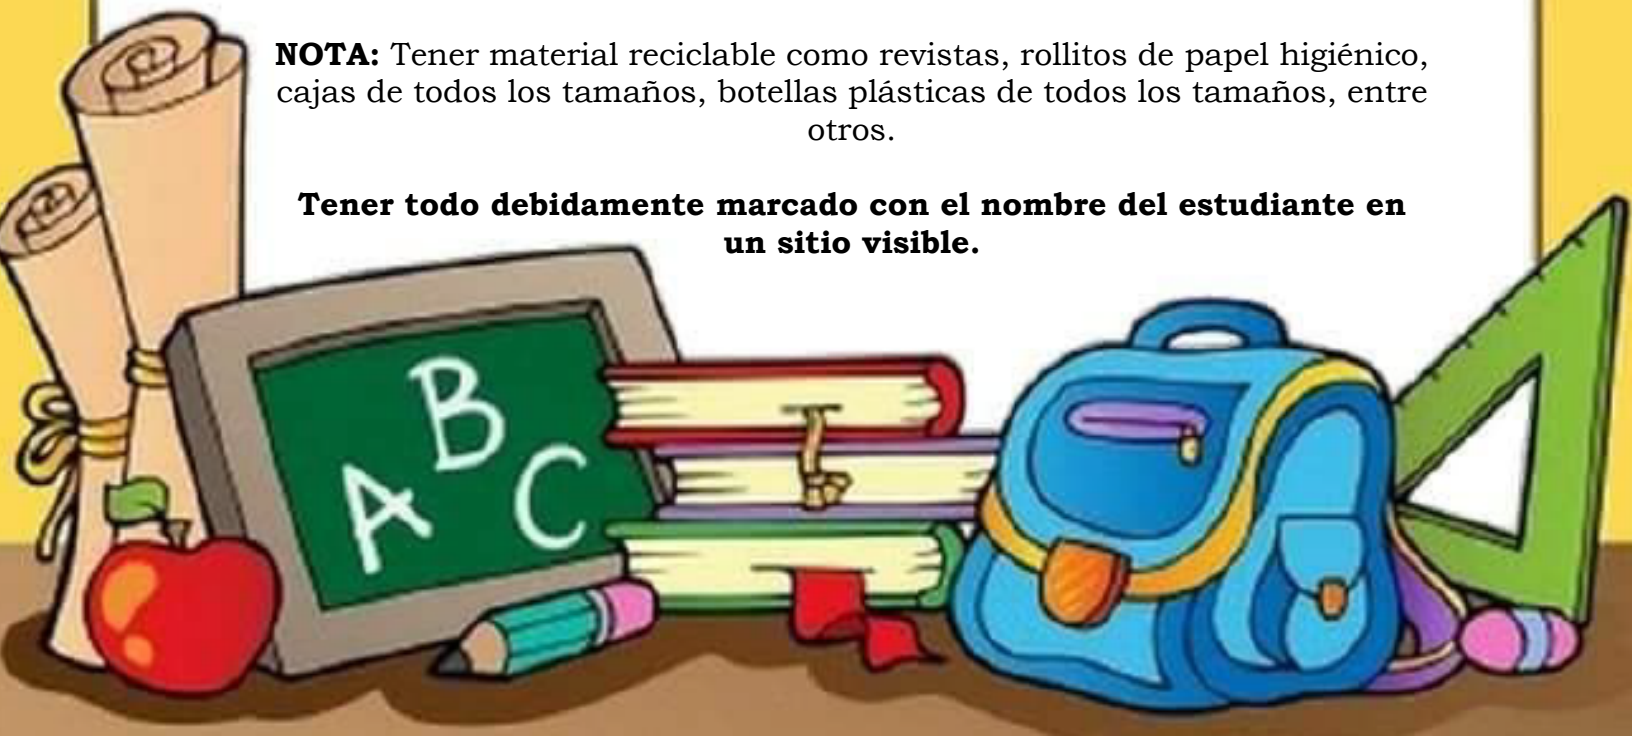 NOTA: Tener material reciclable como revistas, rollitos de papel higiénico,
cajas de todos los tamaños, botellas plásticas de todos los tamaños, entre
otros.
Tener todo debidamente marcado con el nombre del estudiante en
un sitio visible.
A B C